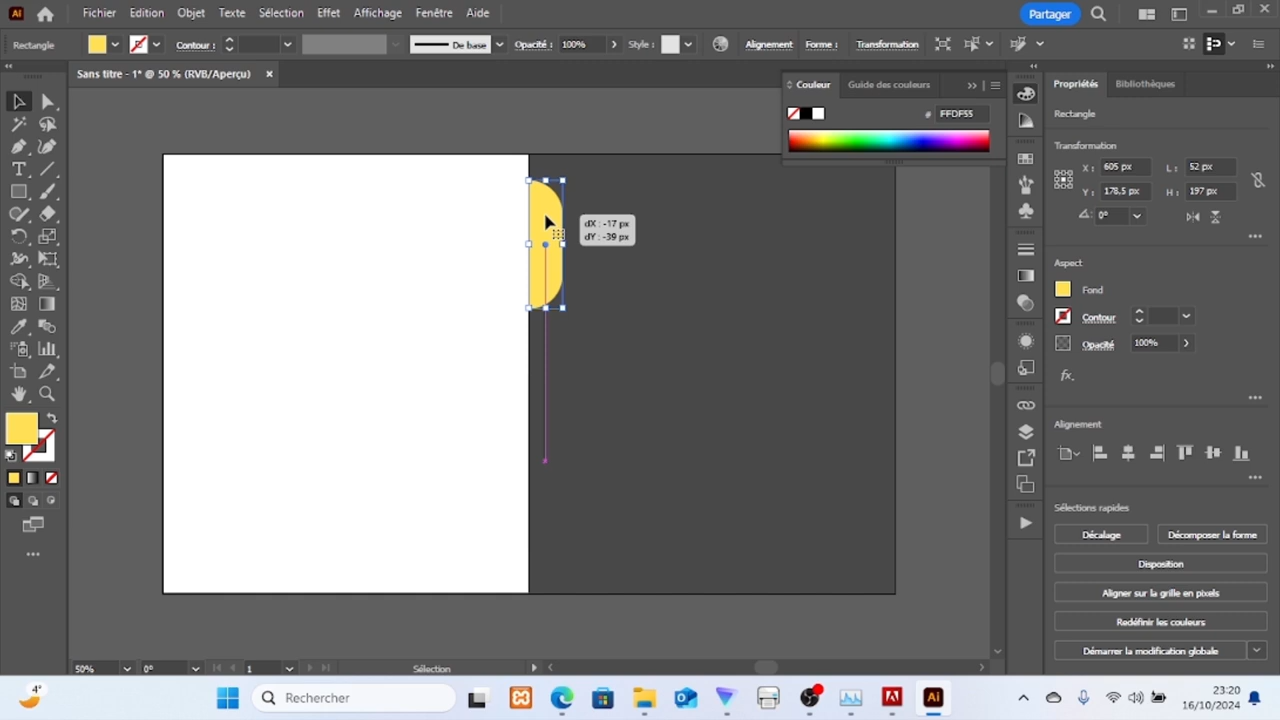 Ai Fichier Edition Objet Texte Sélection Effet Affichage Fenêtre Aide Partager
Rectangle Contour : De base Opacité : 100% Style : Alignement Forme : Transformation
Sans titre - 1* @ 50 % (RVB/Aperçu) ×
Couleur Guide des couleurs
# FFDF55
dX : -17 px
dY : -39 px
Propriétés Bibliothèques
Rectangle
Transformation
X : 605 px L : 52 px
Y : 178,5 px H : 197 px
0°
Aspect
Fond
Contour
Opacité 100%
fx.
Alignement
Sélections rapides
Décalage Décomposer la forme
Disposition
Aligner sur la grille en pixels
Redéfinir les couleurs
Démarrer la modification globale
50% 0° 1 Sélection
4° Rechercher Ai 23:20
16/10/2024